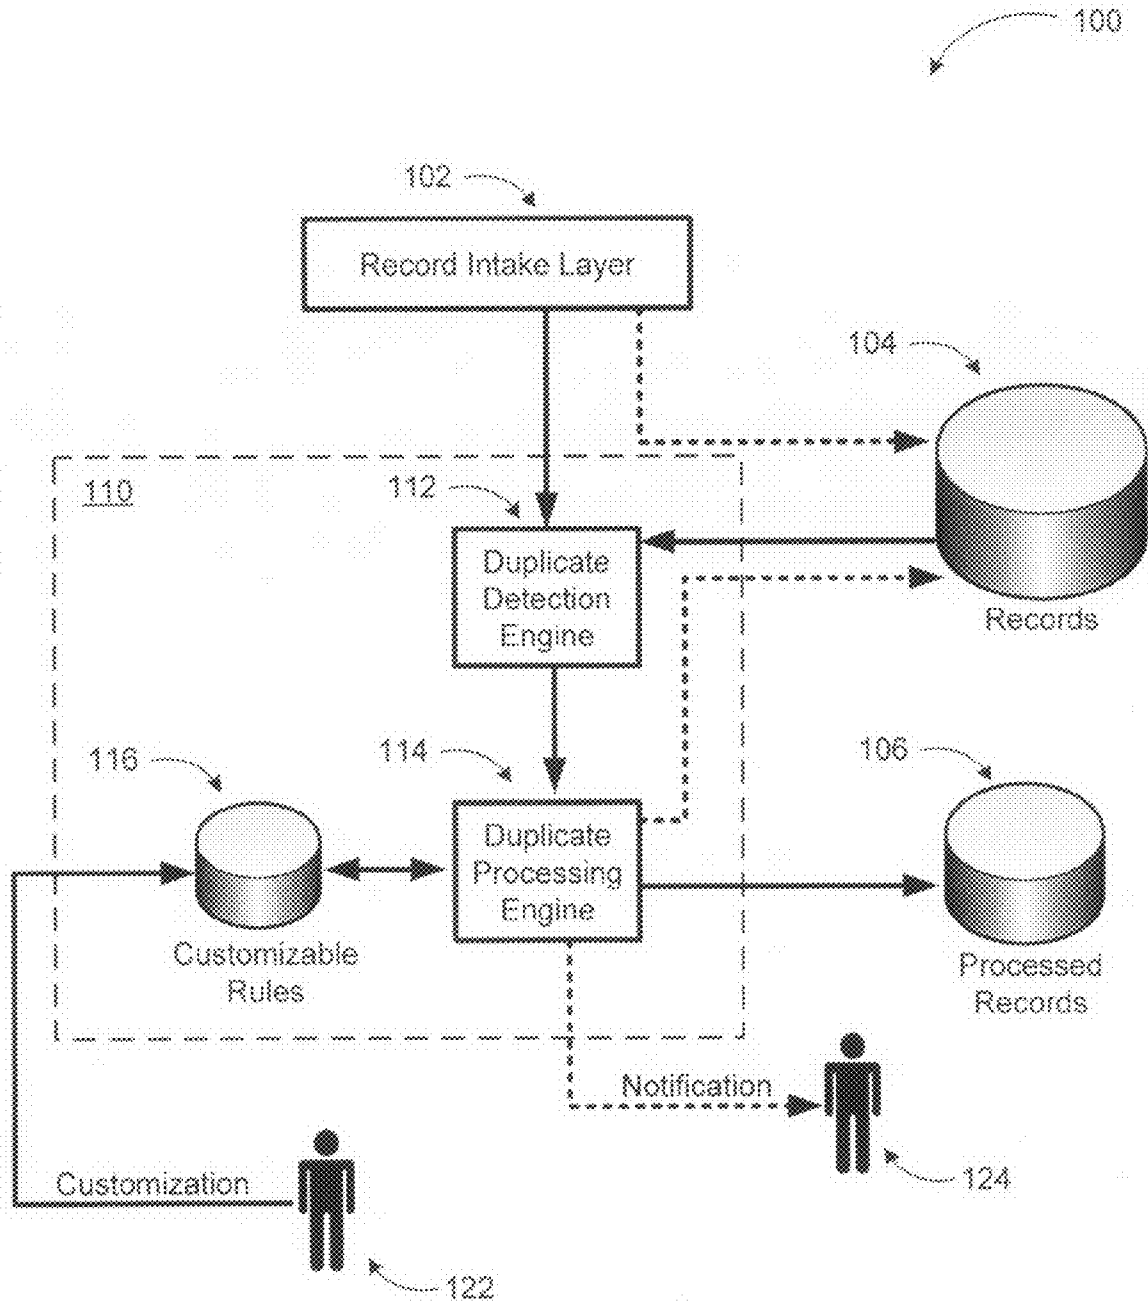 100
102
Record Intake Layer
104
110
112
Duplicate
Detection
Engine
Records
116
114
106
Duplicate
Processing
Engine
Customizable
Rules
Processed
Records
Notification
Customization
124
122